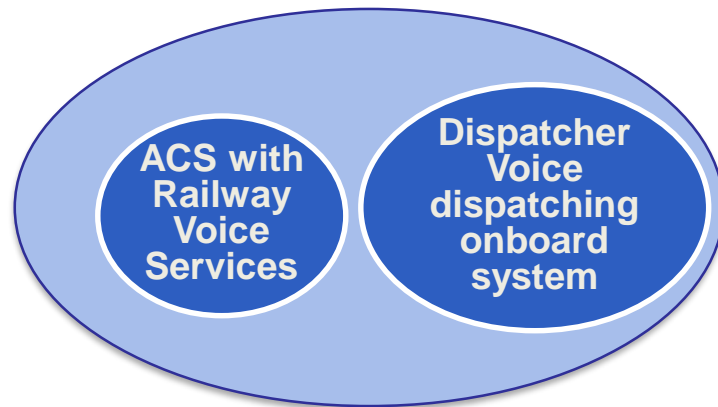 ACS with
Railway
Voice
Services
Dispatcher
Voice
dispatching
onboard
system